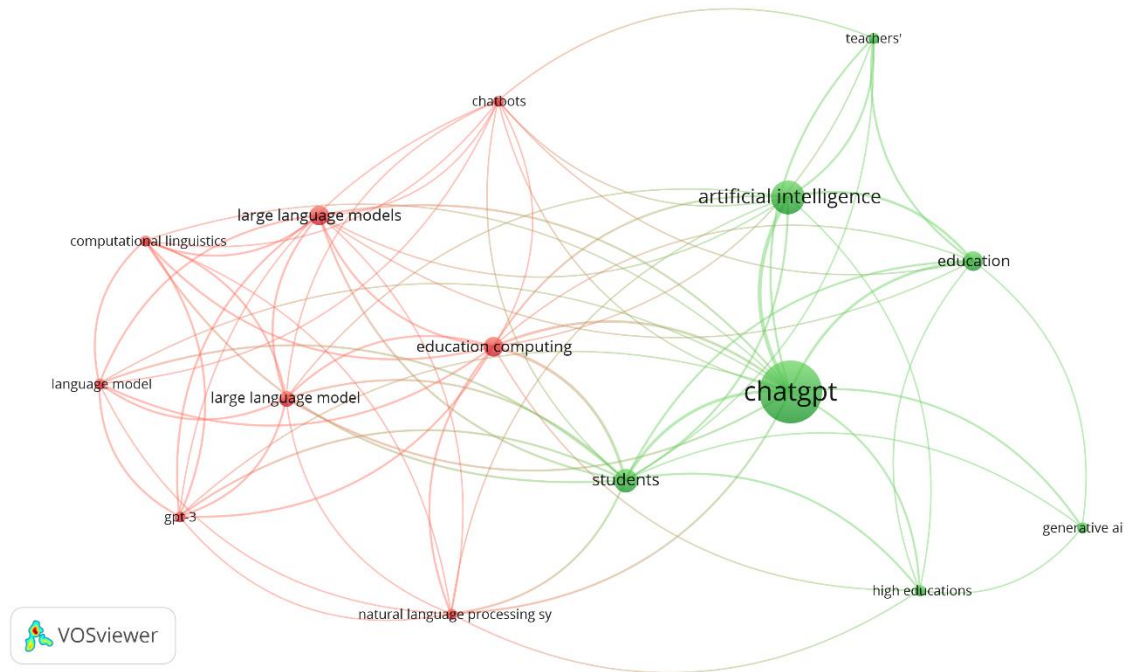 teachers'
chatbots
artificial intelligence
large language models
computational linguistics
education
education computing
language model
large language model
chatgpt
students
gpt-3
generative ai
high educations
natural language processing sy
VOSviewer